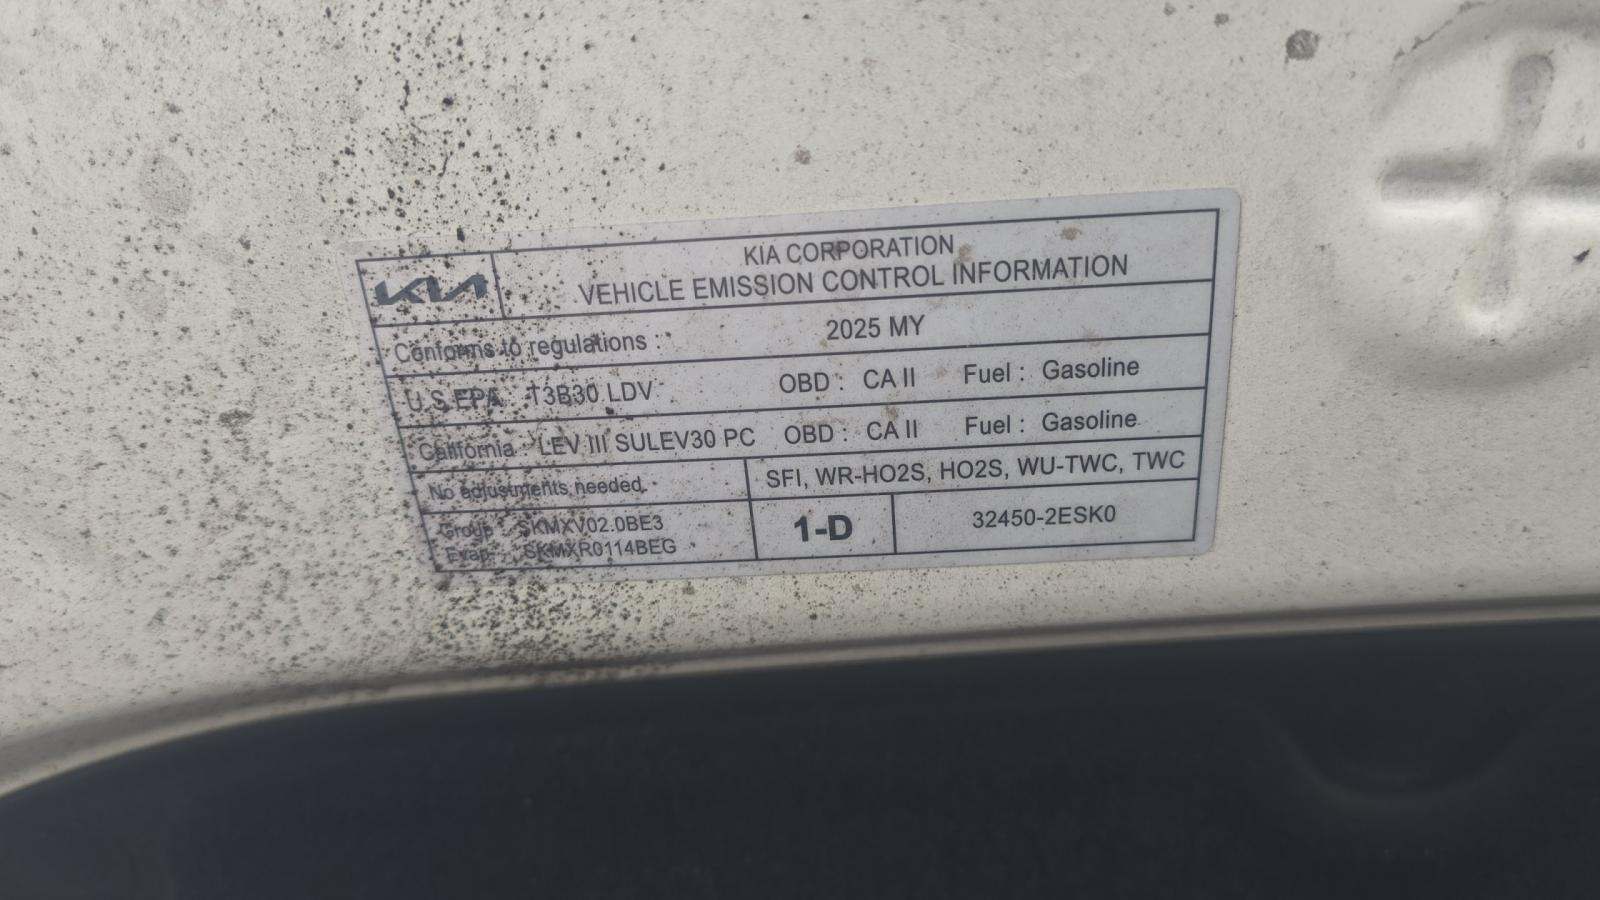 KIA
KIA CORPORATION
VEHICLE EMISSION CONTROL INFORMATION
Conforms to regulations : 2025 MY
U.S.EPA : T3B30 LDV OBD : CA II Fuel : Gasoline
California : LEV III SULEV30 PC OBD : CA II Fuel : Gasoline
No adjustments needed.
SFI, WR-HO2S, HO2S, WU-TWC, TWC
Group : SKMXV02.0BE3
Evap : SKMXR0114BEG
1-D
32450-2ESK0